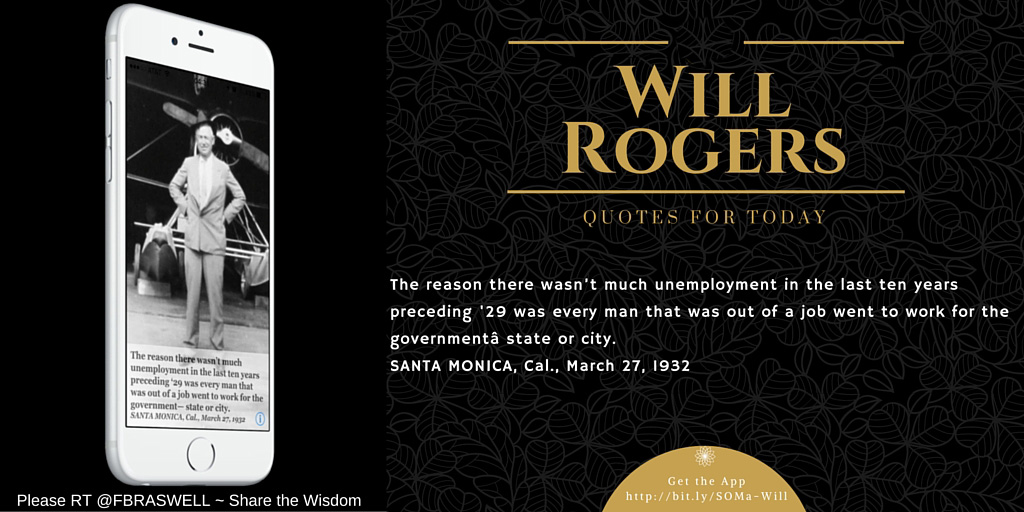 The reason there wasn't much
unemployment in the last ten years
preceding '29 was every man that
was out of a job went to work for the
government— state or city.
SANTA MONICA, Cal., March 27, 1932
Please RT @FBRASWELL ~ Share the Wisdom
WILL
ROGERS
QUOTES FOR TODAY
The reason there wasn't much unemployment in the last ten years
preceding '29 was every man that was out of a job went to work for the
governmentâ state or city.
SANTA MONICA, Cal., March 27, 1932
Get the App
http://bit.ly/SOMa-Will